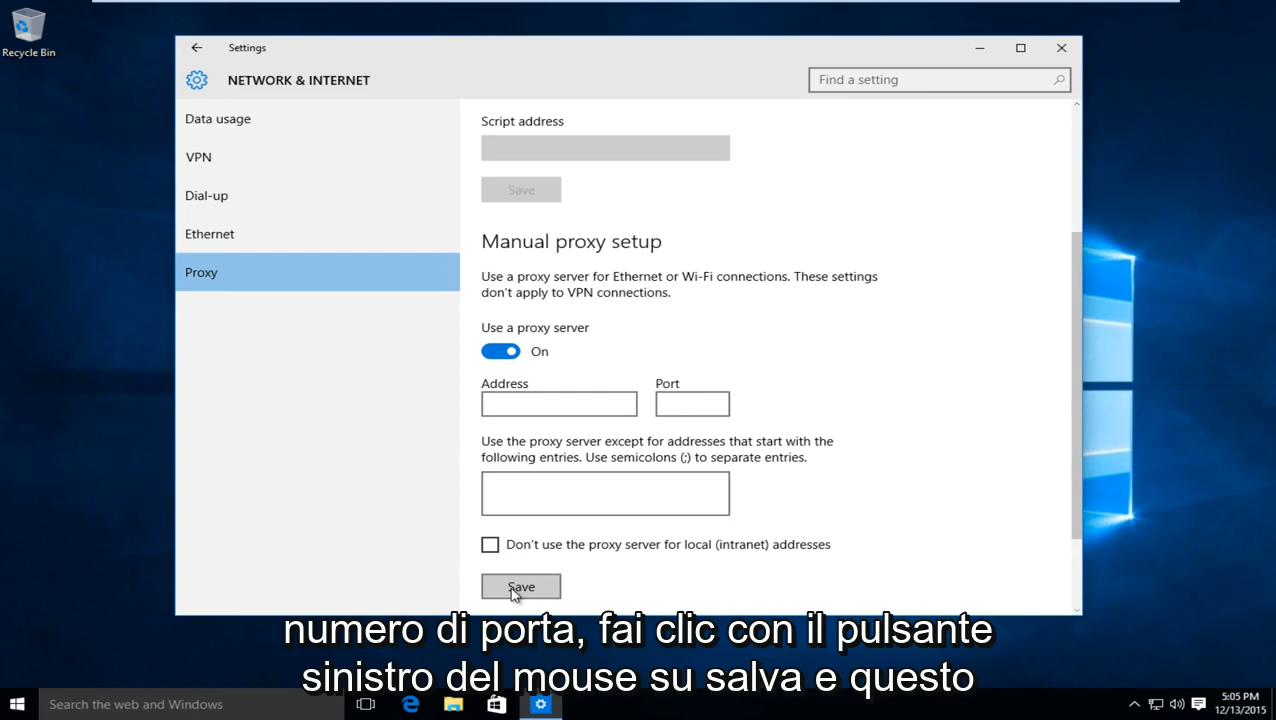 Recycle Bin
Settings
NETWORK & INTERNET
Find a setting
Data usage
VPN
Dial-up
Ethernet
Proxy
Script address
Save
Manual proxy setup
Use a proxy server for Ethernet or Wi-Fi connections. These settings
don't apply to VPN connections.
Use a proxy server
On
Address Port
Use the proxy server except for addresses that start with the
following entries. Use semicolons (;) to separate entries.
Don't use the proxy server for local (intranet) addresses
Save
numero di porta, fai clic con il pulsante
sinistro del mouse su salva e questo
Search the web and Windows
5:05 PM
12/13/2015